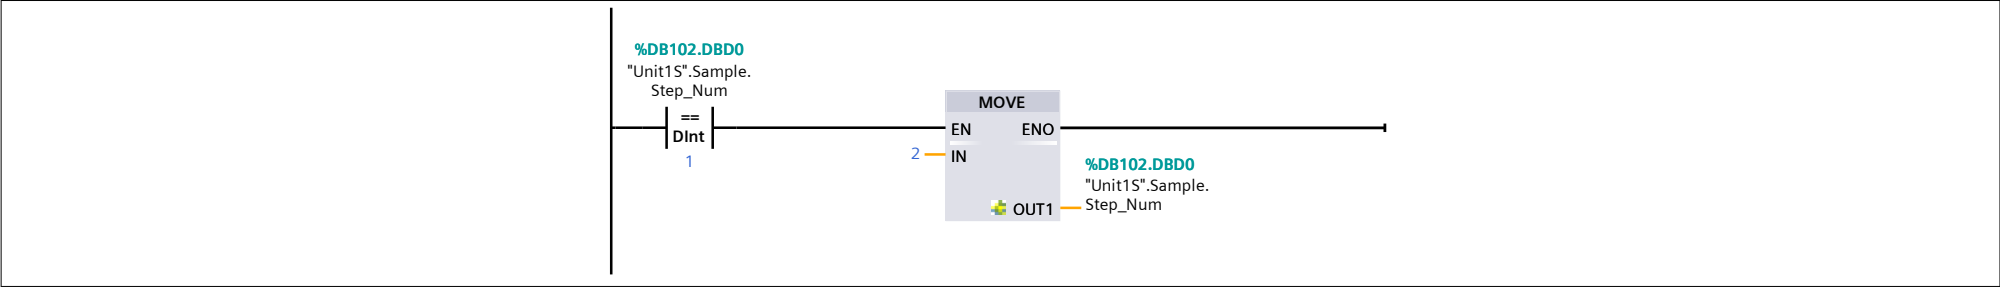 %DB102.DBD0
"Unit1S".Sample.
Step_Num
==
DInt
1
MOVE
EN ENO
2 IN
OUT1
%DB102.DBD0
"Unit1S".Sample.
Step_Num